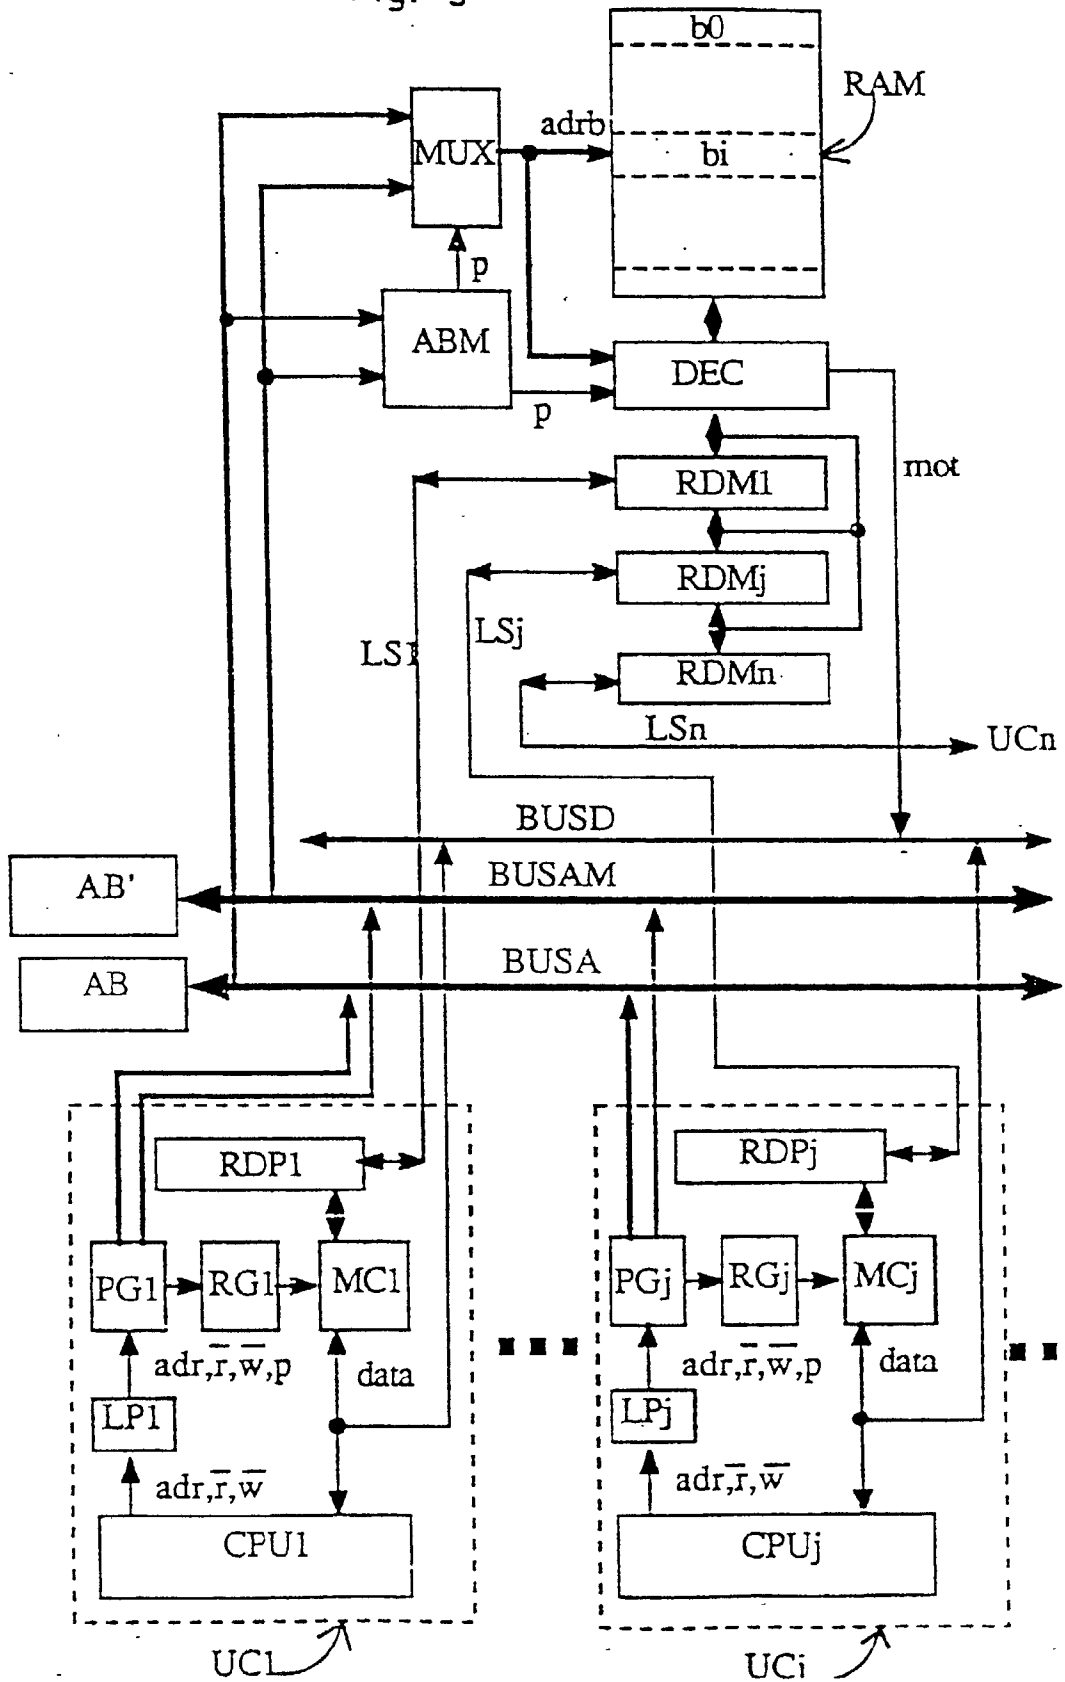 b0
RAM
adrb
MUX
bi
p
ABM
DEC
p
mot
RDM1
RDMj
LSj
LS1
RDMn
LSn
UCn
BUSD
AB'
BUSAM
BUSA
AB
RDP1
RDPj
PG1
RG1
MC1
PGj
RGj
MCj
adr,r̅,w̅,p
data
adr,r̅,w̅,p
data
LP1
LPj
adr,r̅,w̅
adr,r̅,w̅
CPU1
CPUj
UC1
UCi